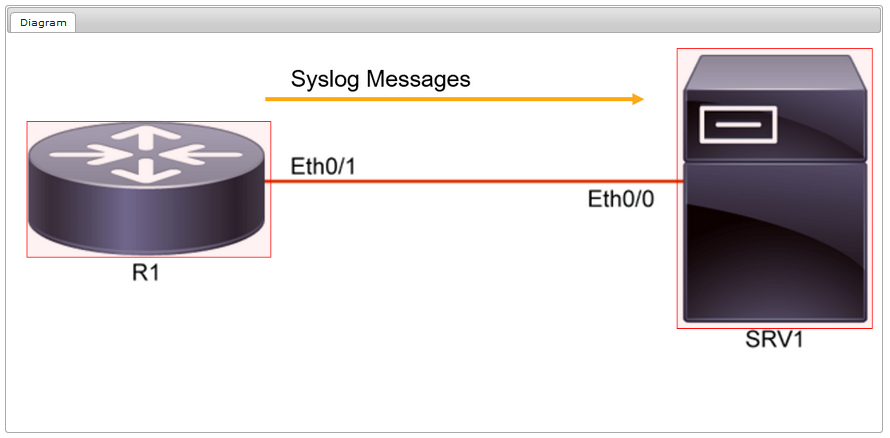 Diagram
Syslog Messages
Eth0/1
Eth0/0
R1
SRV1